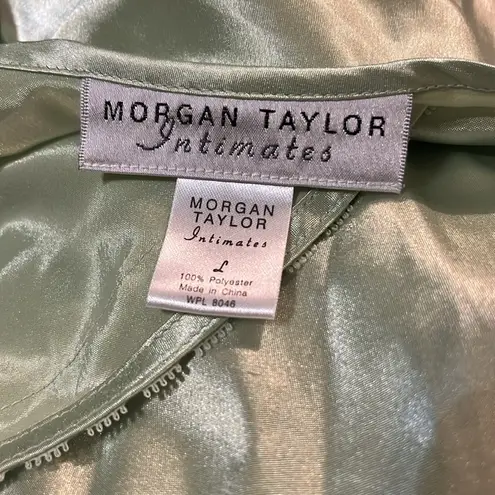 MORGAN TAYLOR
Intimates
MORGAN
TAYLOR
Intimates
L
100% Polyester
Made in China
WPL 8046